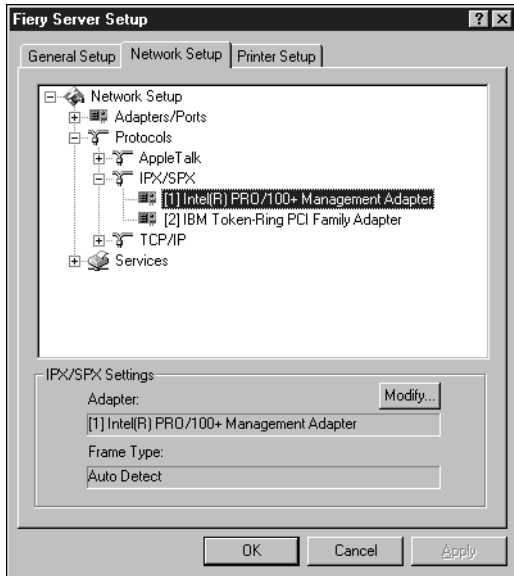 Fiery Server Setup
General Setup
Network Setup
Printer Setup
Network Setup
Adapters/Ports
Protocols
AppleTalk
IPX/SPX
[1] Intel(R) PRO/100+ Management Adapter
[2] IBM Token-Ring PCI Family Adapter
TCP/IP
Services
IPX/SPX Settings
Adapter:
Modify...
[1] Intel(R) PRO/100+ Management Adapter
Frame Type:
Auto Detect
OK
Cancel
Apply